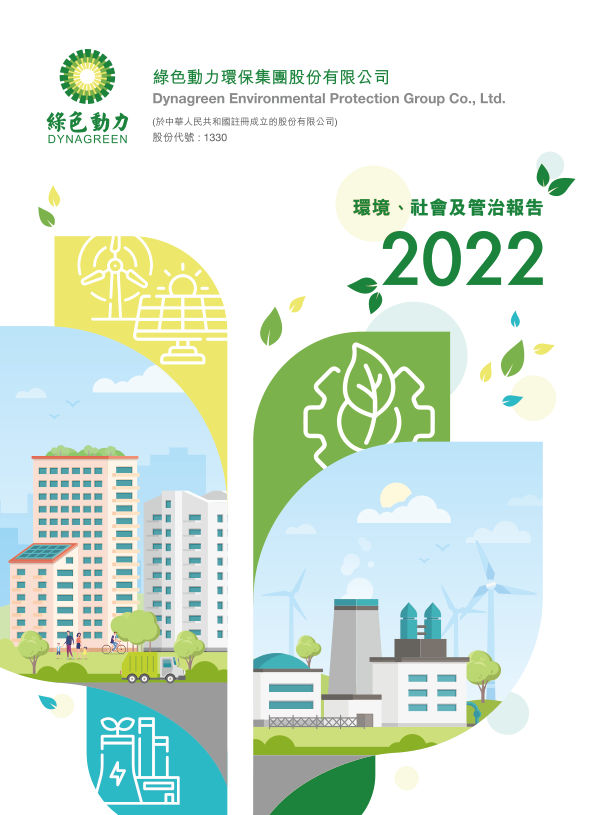 綠色動力
DYNAGREEN
綠色動力環保集團股份有限公司
Dynagreen Environmental Protection Group Co., Ltd.
(於中華人民共和國註冊成立的股份有限公司)
股份代號 : 1330
環境、社會及管治報告
2022